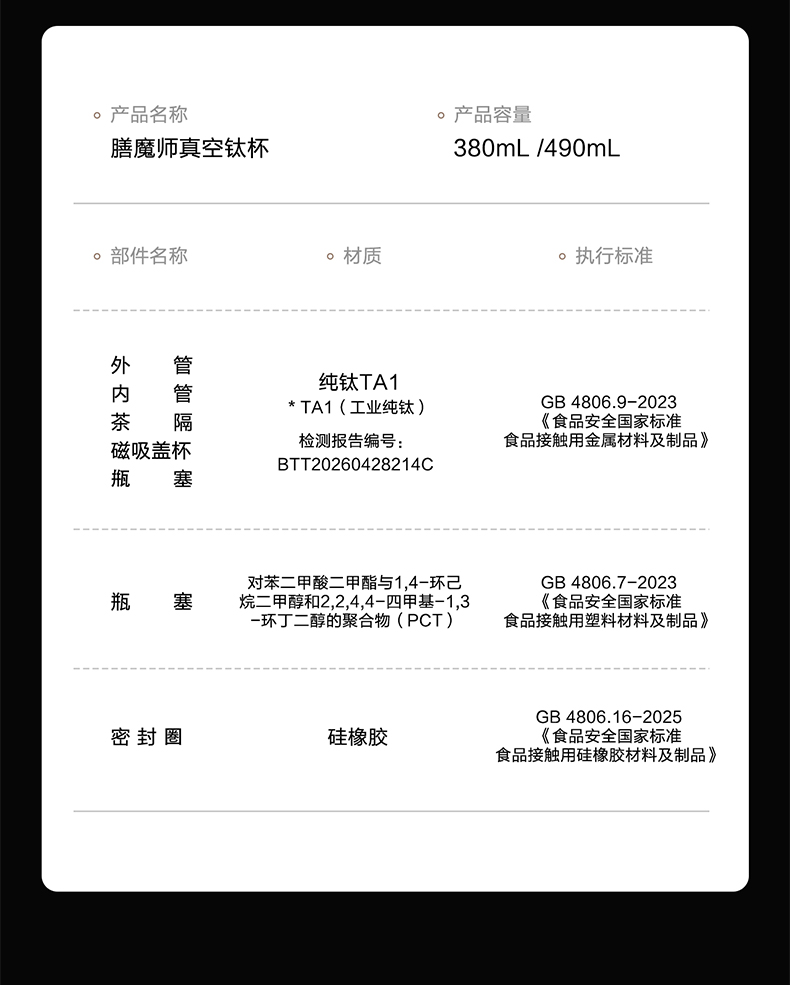 产品名称
膳魔师真空钛杯
产品容量
380mL /490mL
部件名称
材质
执行标准
外管
内管
茶隔
磁吸盖杯
瓶塞
纯钛TA1
* TA1（工业纯钛）
检测报告编号：
BTT20260428214C
GB 4806.9-2023
《食品安全国家标准
食品接触用金属材料及制品》
瓶塞
对苯二甲酸二甲酯与1,4-环己
烷二甲醇和2,2,4,4-四甲基-1,3
-环丁二醇的聚合物（PCT）
GB 4806.7-2023
《食品安全国家标准
食品接触用塑料材料及制品》
密封圈
硅橡胶
GB 4806.16-2025
《食品安全国家标准
食品接触用硅橡胶材料及制品》